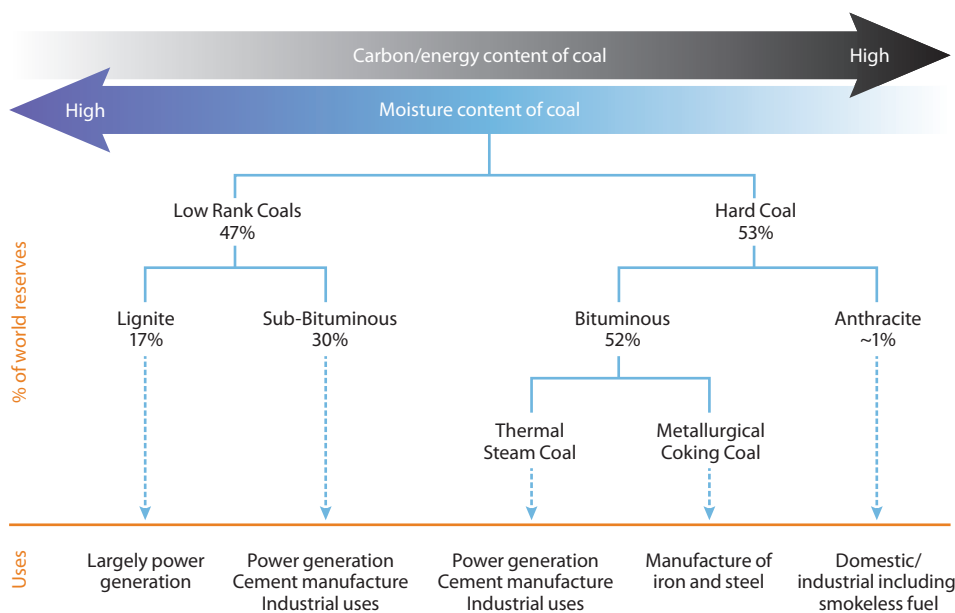 Carbon/energy content of coal
High
High
Moisture content of coal
% of world reserves
Low Rank Coals
47%
Hard Coal
53%
Lignite
17%
Sub-Bituminous
30%
Bituminous
52%
Anthracite
~1%
Thermal
Steam Coal
Metallurgical
Coking Coal
Uses
Largely power
generation
Power generation
Cement manufacture
Industrial uses
Power generation
Cement manufacture
Industrial uses
Manufacture of
iron and steel
Domestic/
industrial including
smokeless fuel